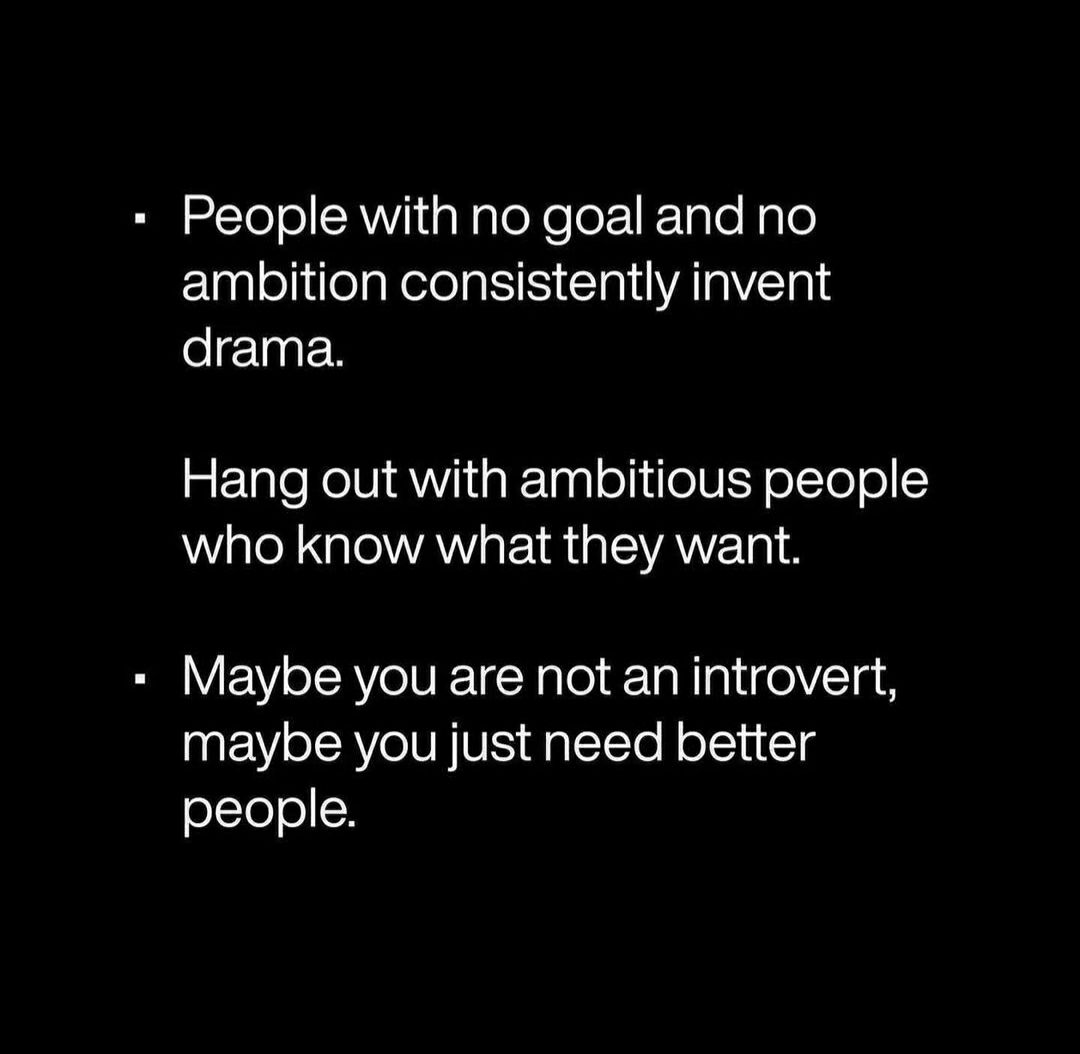 ▪ People with no goal and no
ambition consistently invent
drama.
Hang out with ambitious people
who know what they want.
▪ Maybe you are not an introvert,
maybe you just need better
people.